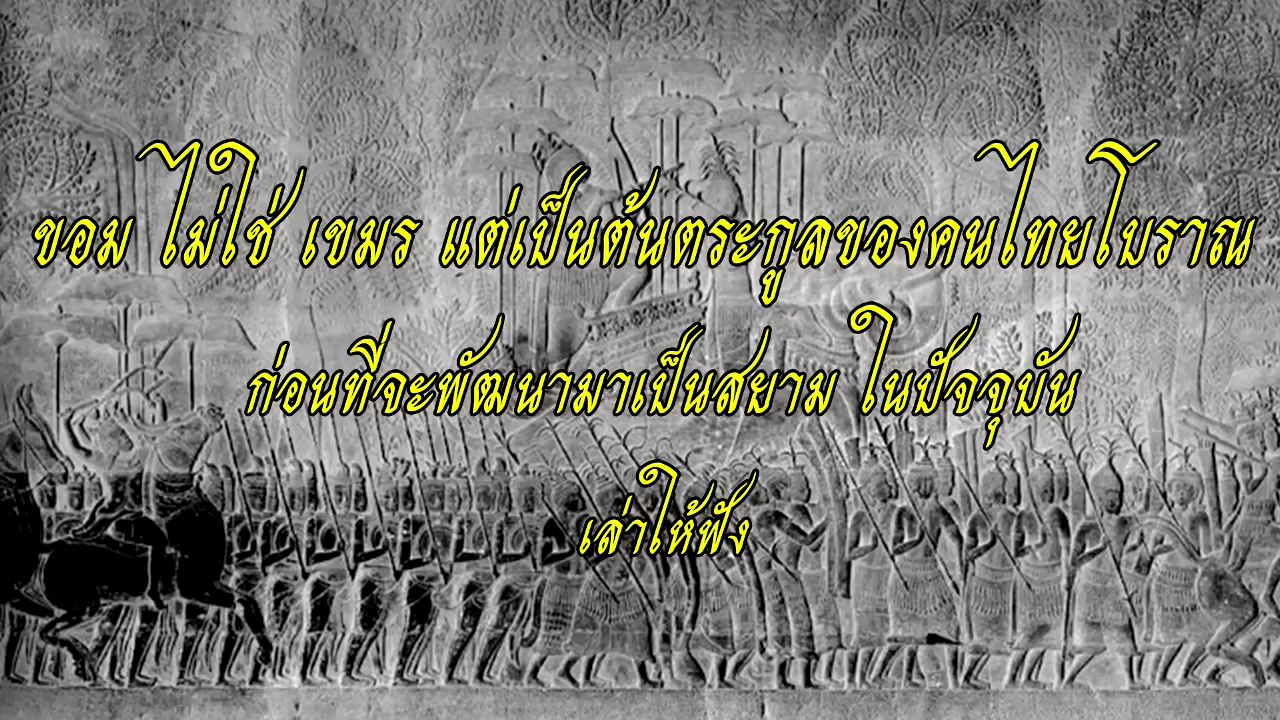 ขอม ไม่ใช่ เขมร แต่เป็นต้นตระกูลของคนไทยโบราณ
ก่อนที่จะพัฒนามาเป็นสยาม ในปัจจุบัน
เล่าให้ฟัง